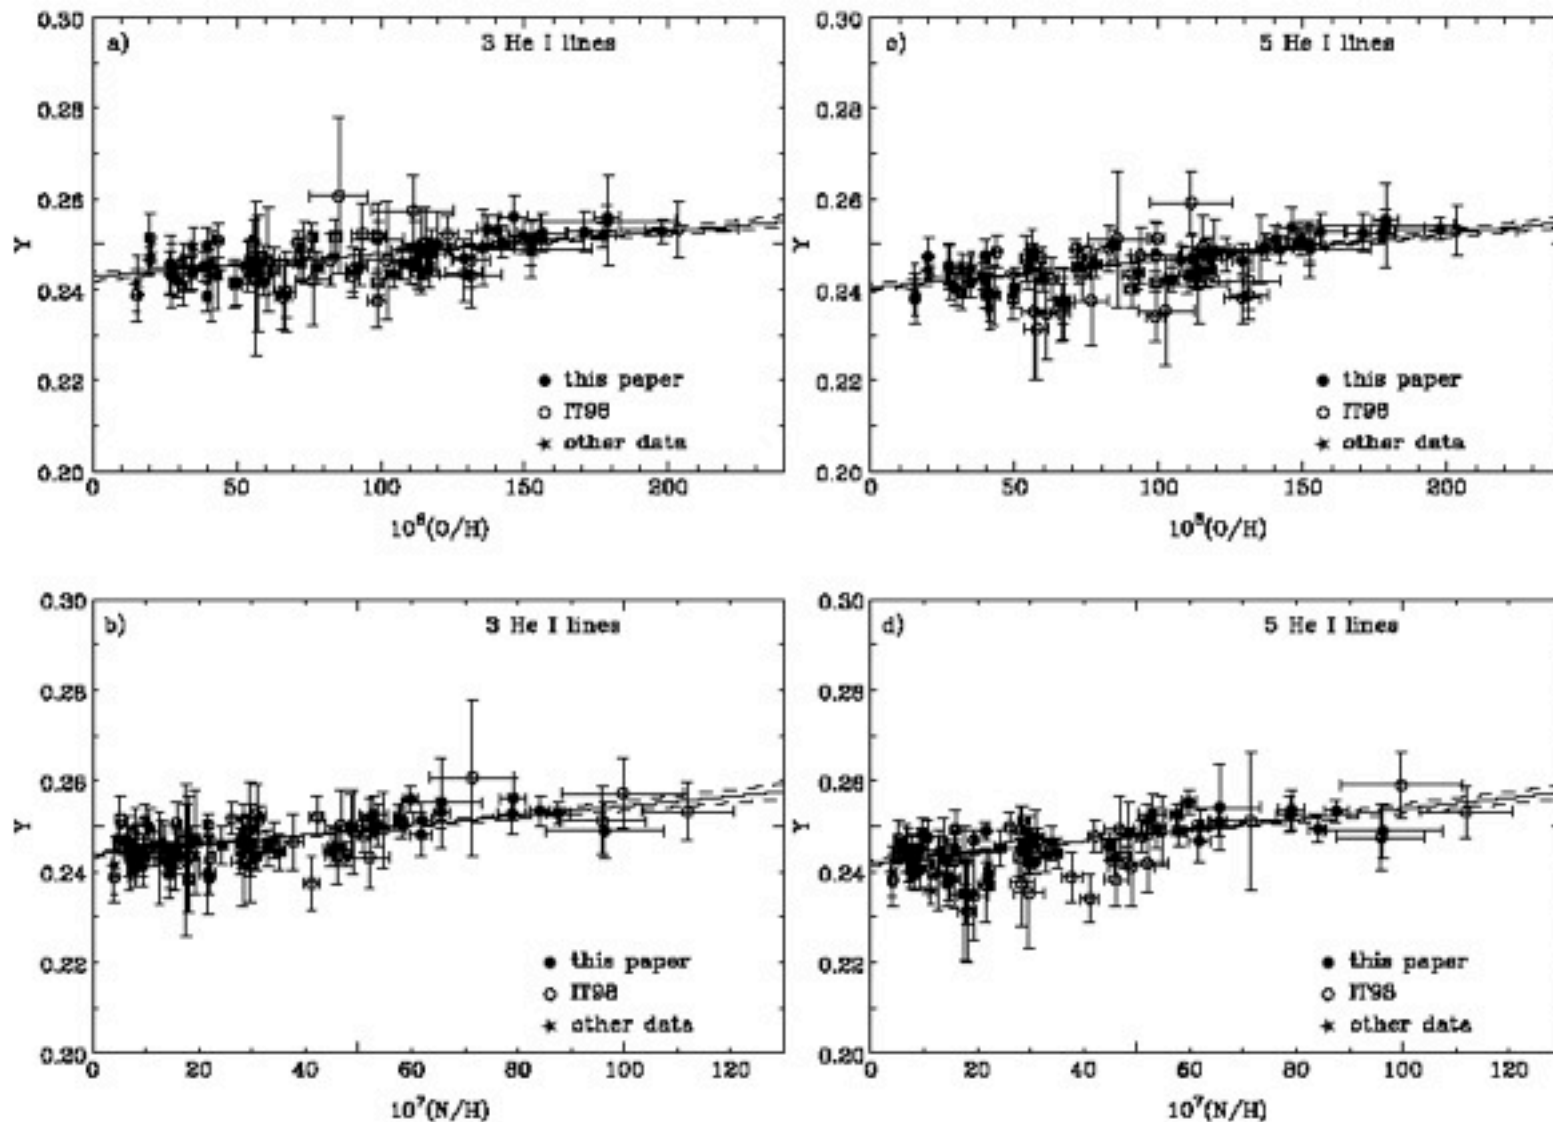 a) 3 He I lines
0.30
0.28
0.26
Y
0.24
0.22
0.20
● this paper
○ IT98
★ other data
0 50 100 150 200
10⁶(O/H)
c) 5 He I lines
0.30
0.28
0.26
Y
0.24
0.22
0.20
● this paper
○ IT98
★ other data
0 50 100 150 200
10⁶(O/H)
b) 3 He I lines
0.30
0.28
0.26
Y
0.24
0.22
0.20
● this paper
○ IT98
★ other data
0 20 40 60 80 100 120
10⁷(N/H)
d) 5 He I lines
0.30
0.28
0.26
Y
0.24
0.22
0.20
● this paper
○ IT98
★ other data
0 20 40 60 80 100 120
10⁷(N/H)